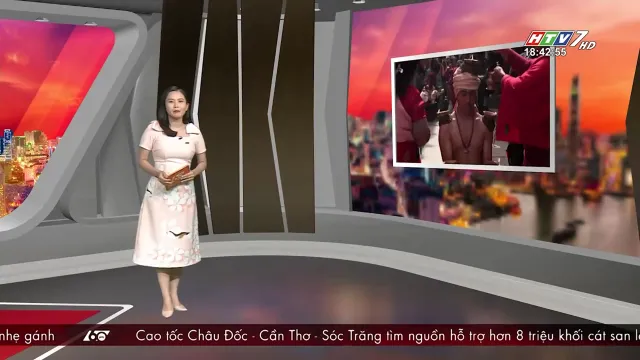 HTV7 HD
18:42:55
nhẹ gánh 60 Cao tốc Châu Đốc - Cần Thơ - Sóc Trăng tìm nguồn hỗ trợ hơn 8 triệu khối cát san